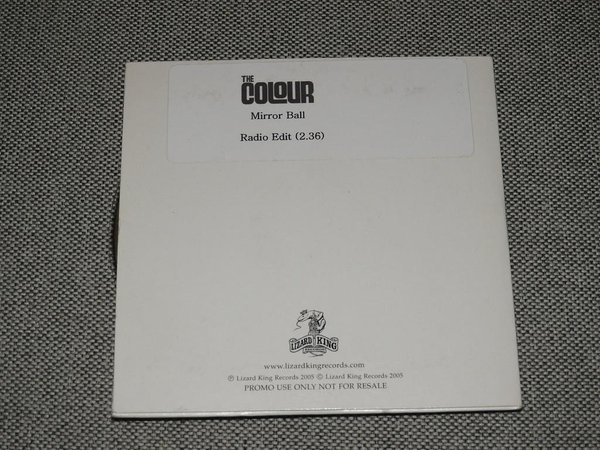 THE
COLOUR
Mirror Ball
Radio Edit (2.36)
LIZARD KING
www.lizardkingrecords.com
℗ Lizard King Records 2005 © Lizard King Records 2005
PROMO USE ONLY NOT FOR RESALE